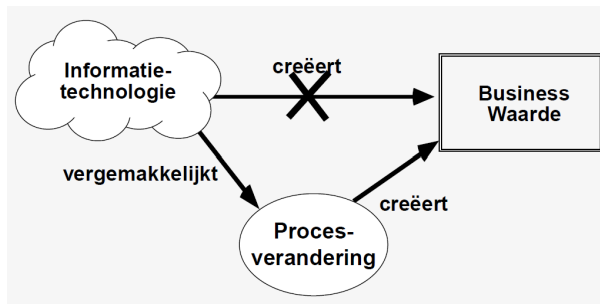 Informatie-
technologie
creëert
Business
Waarde
vergemakkelijkt
creëert
Proces-
verandering